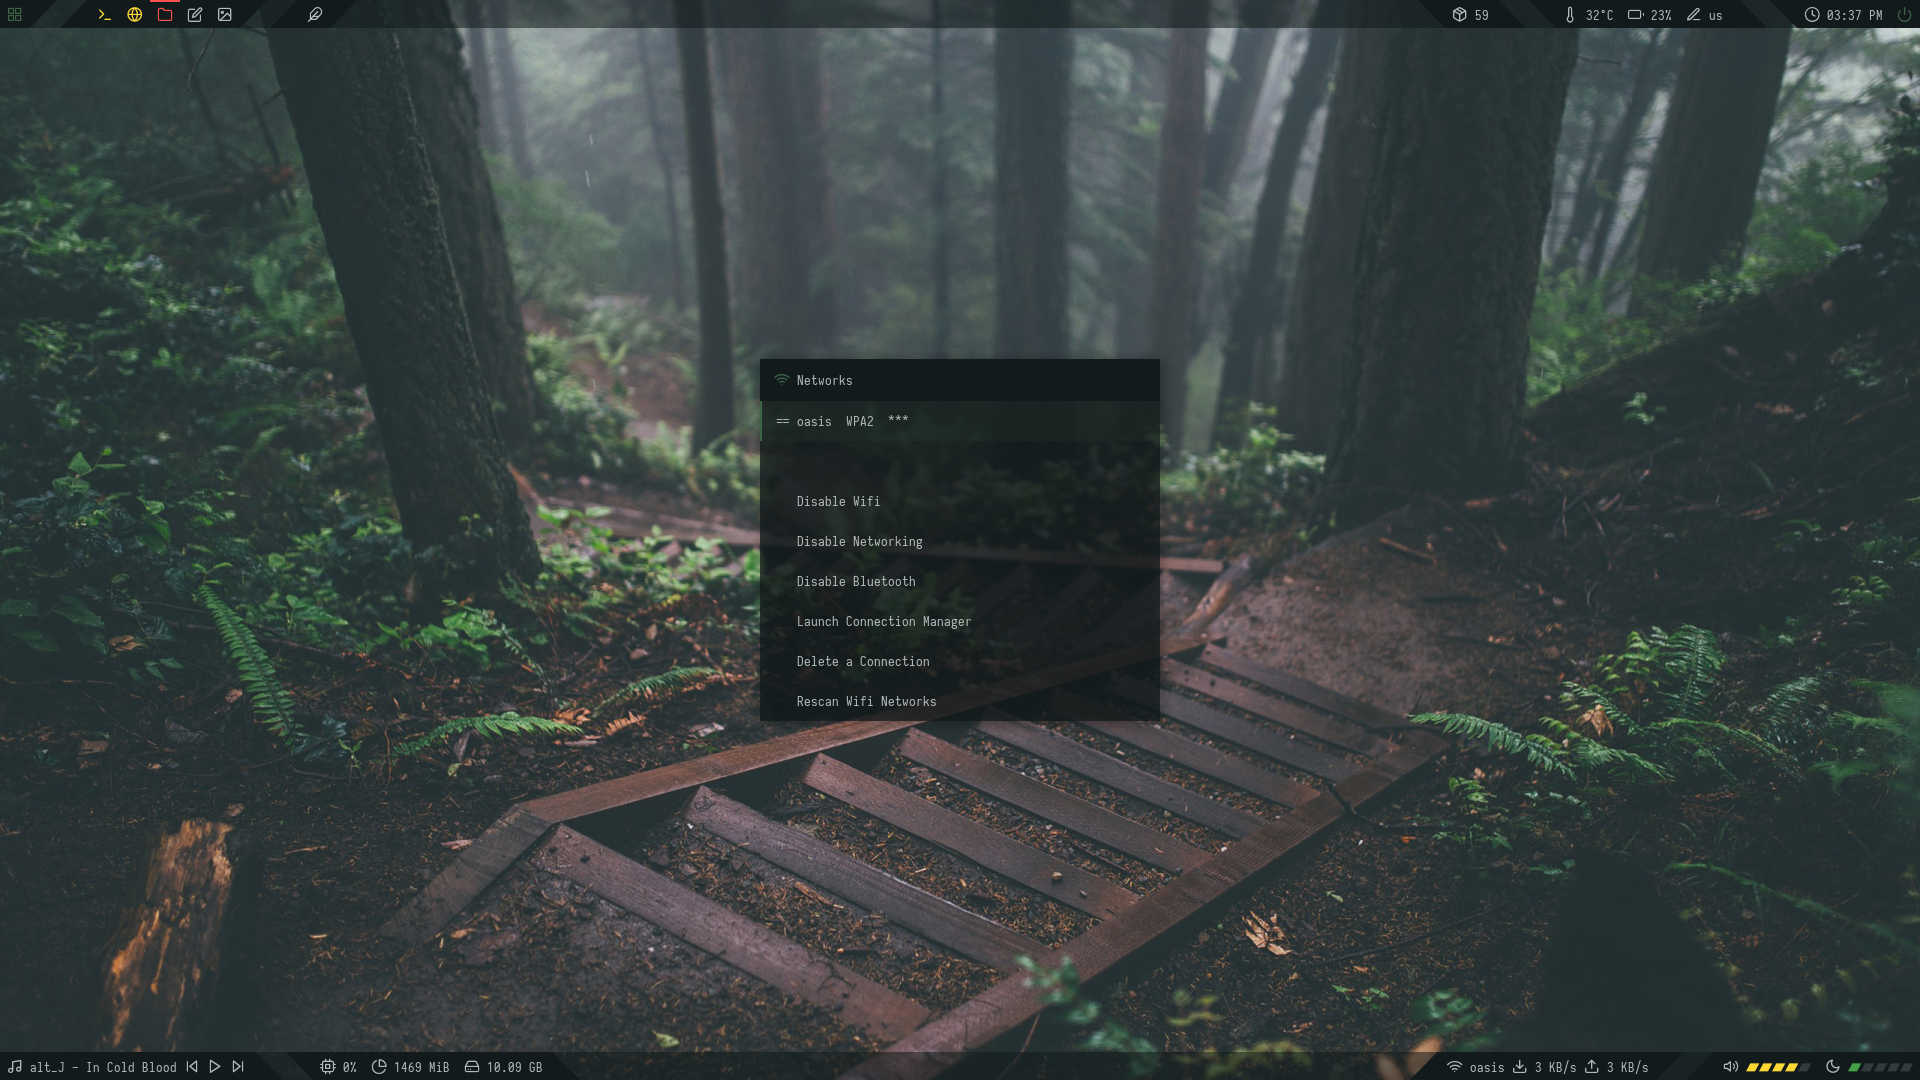 59
32°C
23%
us
03:37 PM
Networks
== oasis WPA2 ***
Disable Wifi
Disable Networking
Disable Bluetooth
Launch Connection Manager
Delete a Connection
Rescan Wifi Networks
alt_J - In Cold Blood
0%
1469 MiB
10.09 GB
oasis
3 KB/s
3 KB/s